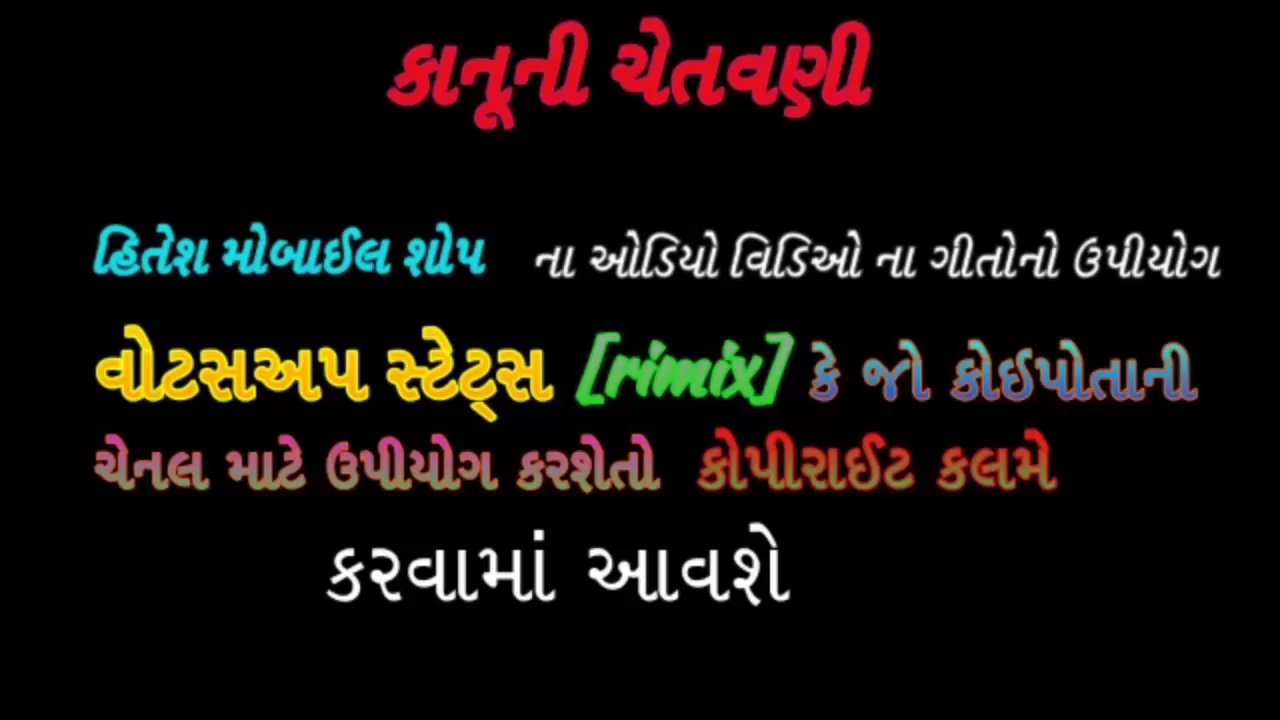 કાનૂની ચેતવણી
હિતેશ મોબાઈલ શોપ ના ઓડિયો વિડિઓ ના ગીતોનો ઉપીયોગ
વોટસઅપ સ્ટેટ્સ [rimix] કે જો કોઇપોતાની
ચેનલ માટે ઉપીયોગ કરશેતો કોપીરાઈટ કલમે
કરવામાં આવશે